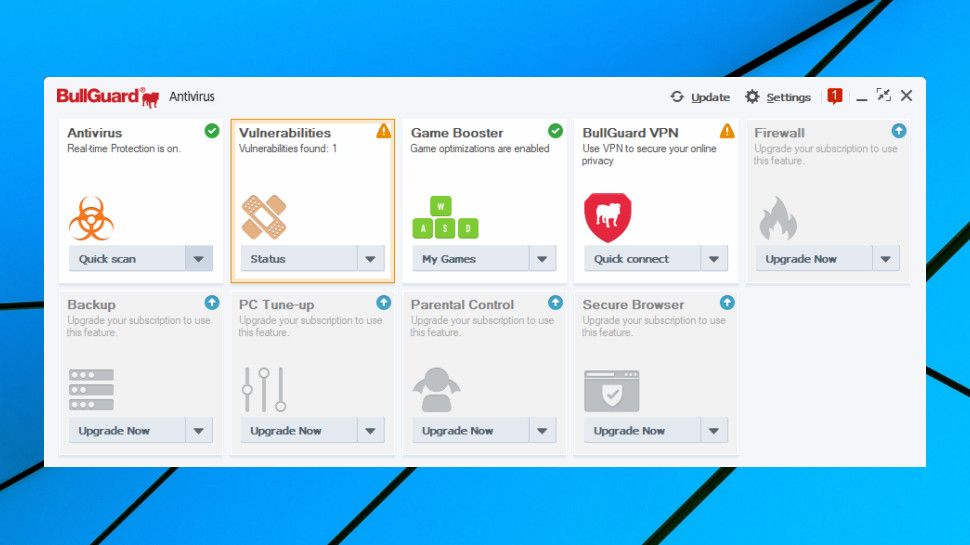 BullGuard® Antivirus
Update Settings 1
Antivirus
Real-time Protection is on.
Quick scan
Vulnerabilities
Vulnerabilities found: 1
Status
Game Booster
Game optimizations are enabled
W
A S D
My Games
BullGuard VPN
Use VPN to secure your online
privacy
Quick connect
Firewall
Upgrade your subscription to use
this feature.
Upgrade Now
Backup
Upgrade your subscription to use
this feature.
Upgrade Now
PC Tune-up
Upgrade your subscription to use
this feature.
Upgrade Now
Parental Control
Upgrade your subscription to use
this feature.
Upgrade Now
Secure Browser
Upgrade your subscription to use
this feature.
Upgrade Now